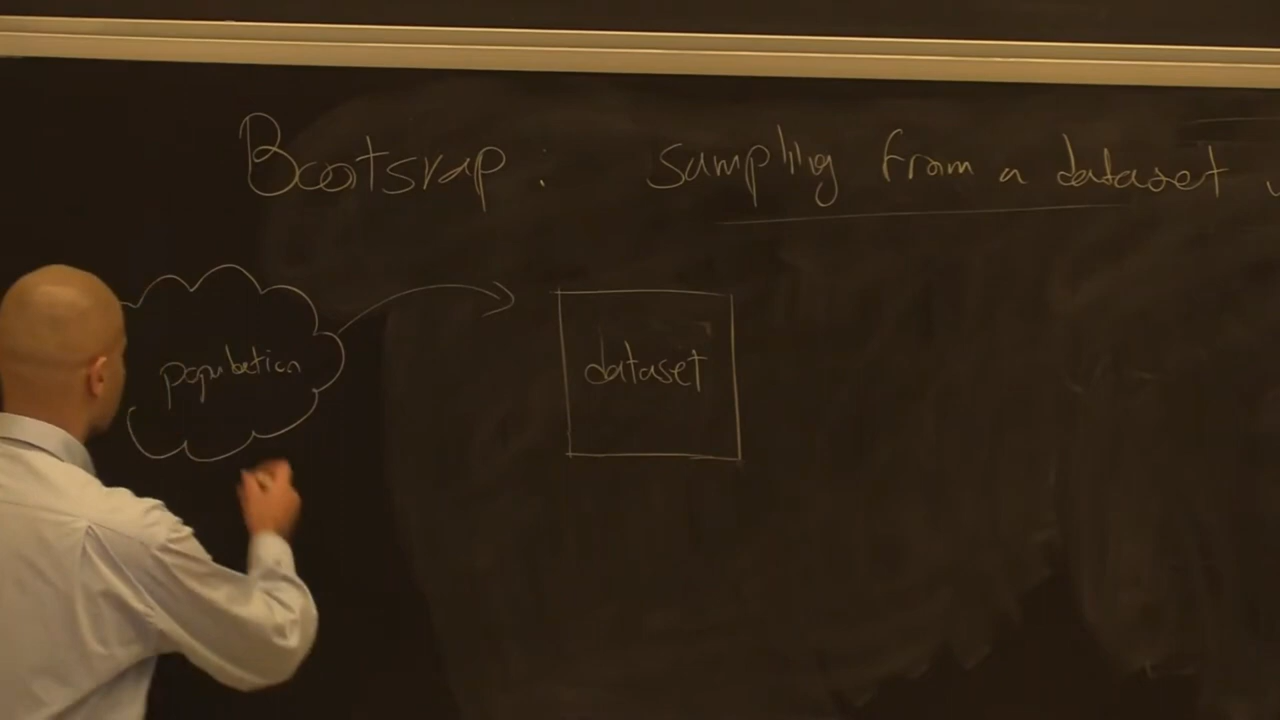 Bootsrap: sampling from a dataset
population
dataset